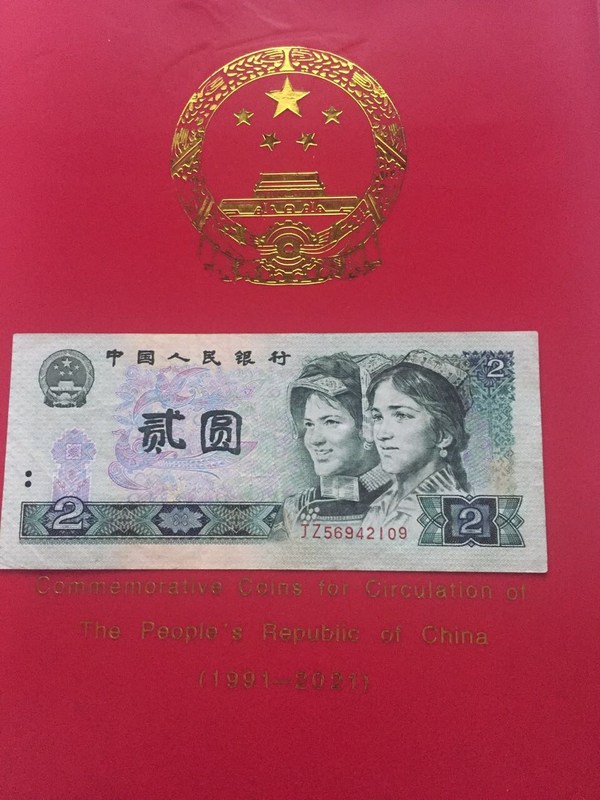 中国人民银行
2
贰圆
2
JZ56942109
2
Commemorative Coins for Circulation of
The People's Republic of China
(1991—2021)